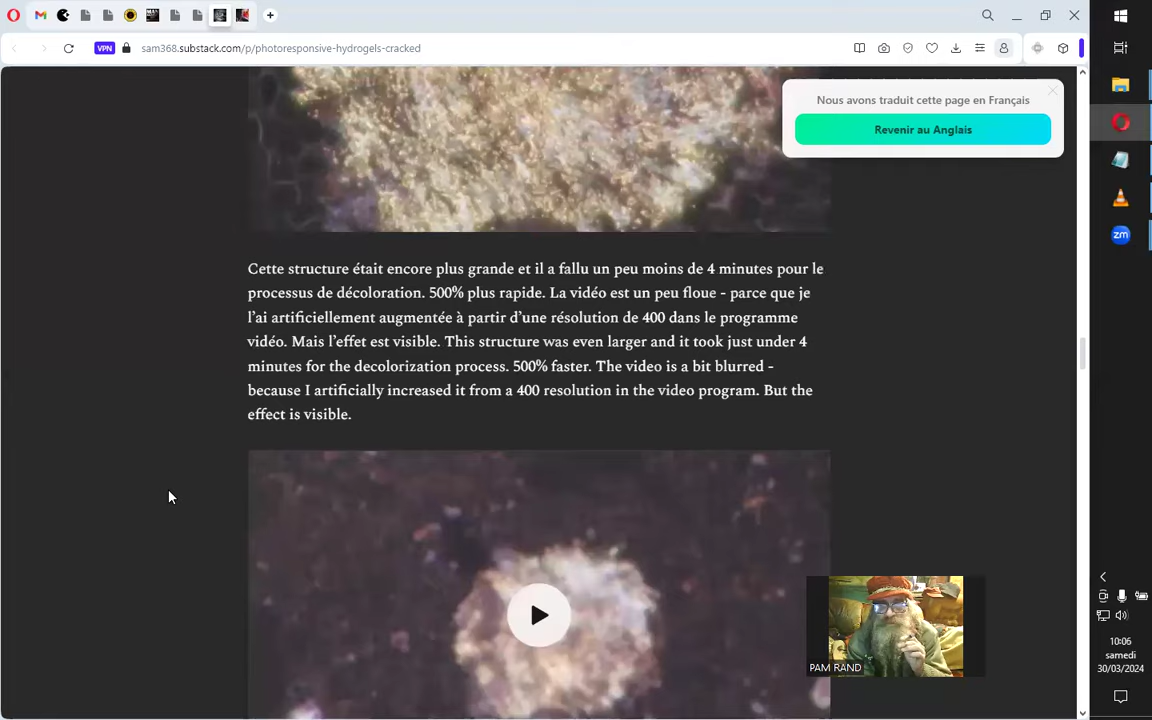 VPN
sam368.substack.com/p/photoresponsive-hydrogels-cracked
Nous avons traduit cette page en Français
Revenir au Anglais
Cette structure était encore plus grande et il a fallu un peu moins de 4 minutes pour le
processus de décoloration. 500% plus rapide. La vidéo est un peu floue - parce que je
l'ai artificiellement augmentée à partir d'une résolution de 400 dans le programme
vidéo. Mais l'effet est visible. This structure was even larger and it took just under 4
minutes for the decolorization process. 500% faster. The video is a bit blurred -
because I artificially increased it from a 400 resolution in the video program. But the
effect is visible.
PAM RAND
zm
10:06
samedi
30/03/2024